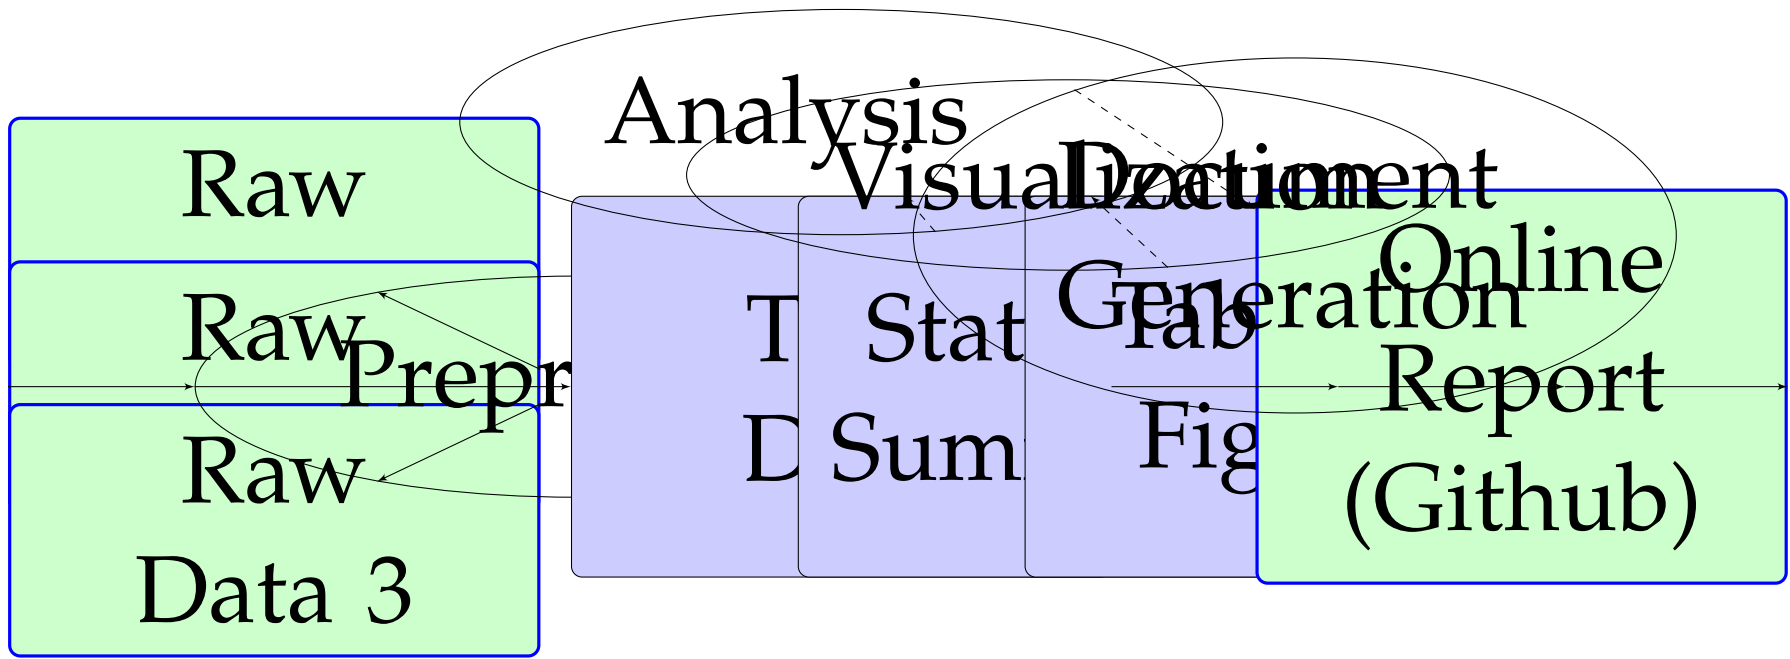 Raw
Raw
Raw
Data 3
Prepr
Analysis
Visualization
Document
Generation
T
D
Stat
Sum
Tab
Fig
Online
Report
(Github)